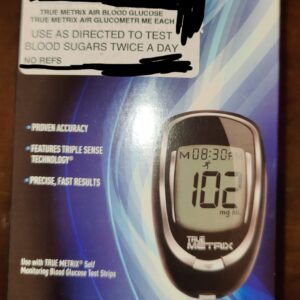 TRUE METRIX AIR BLOOD GLUCOSE
TRUE METRIX AIR GLUCOMETR ME EACH
USE AS DIRECTED TO TEST
BLOOD SUGARS TWICE A DAY
NO REFS
PROVEN ACCURACY
FEATURES TRIPLE SENSE
TECHNOLOGY®
PRECISE, FAST RESULTS
M 08:30
102
mg/dL
TRUE
METRIX
Use with TRUE METRIX® Self
Monitoring Blood Glucose Test Strips